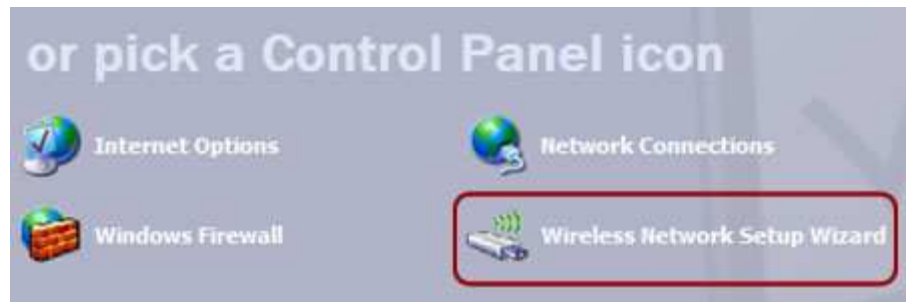 or pick a Control Panel icon
Internet Options
Network Connections
Windows Firewall
Wireless Network Setup Wizard